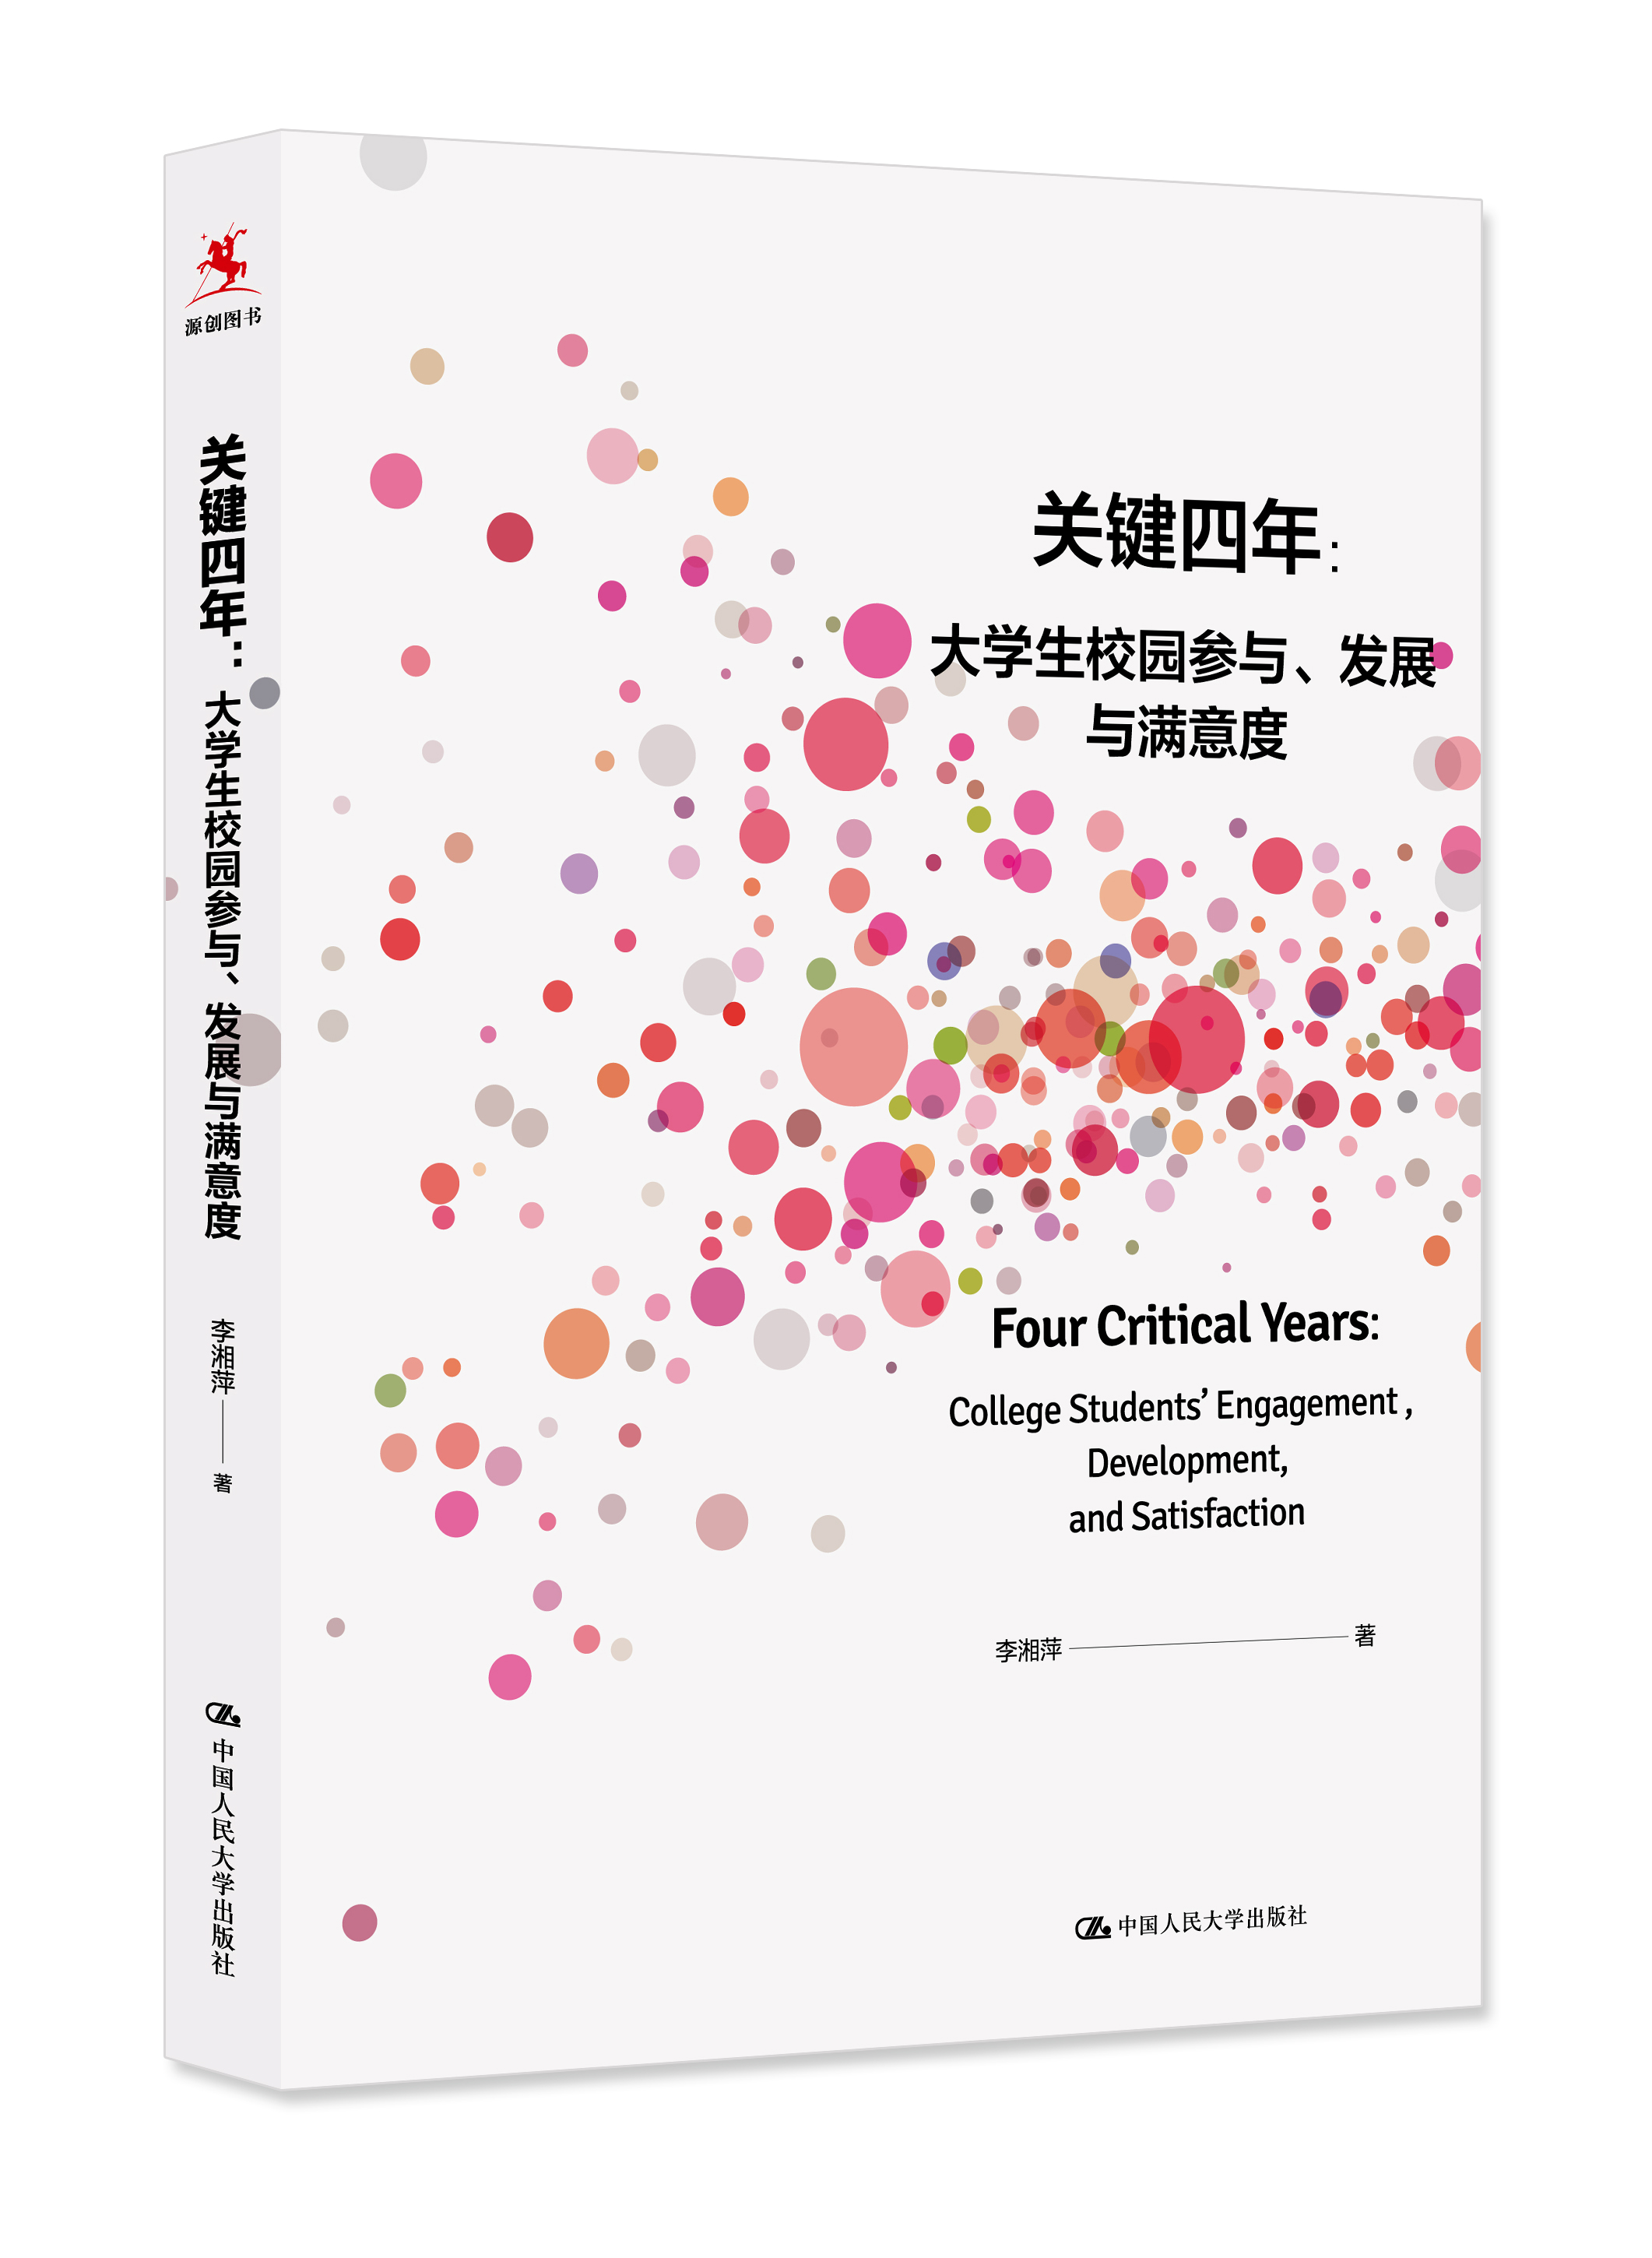 源创图书
关键四年：大学生校园参与、发展与满意度
李湘萍 著
中国人民大学出版社
关键四年：
大学生校园参与、发展
与满意度
Four Critical Years:
College Students’ Engagement ,
Development,
and Satisfaction
李湘萍 著
中国人民大学出版社